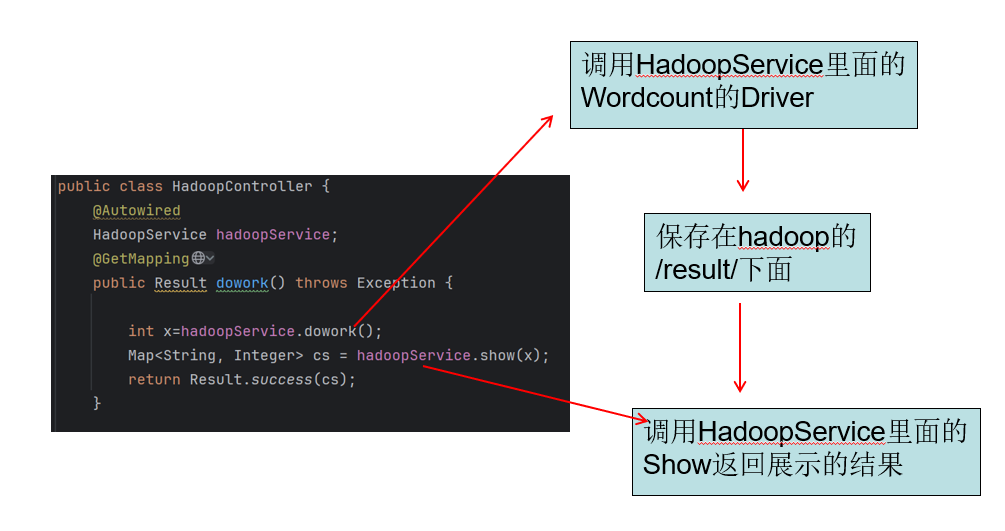 调用HadoopService里面的
Wordcount的Driver
public class HadoopController {
@Autowired
HadoopService hadoopService;
@GetMapping
public Result dowork() throws Exception {
int x=hadoopService.dowork();
Map<String, Integer> cs = hadoopService.show(x);
return Result.success(cs);
}
保存在hadoop的
/result/下面
调用HadoopService里面的
Show返回展示的结果